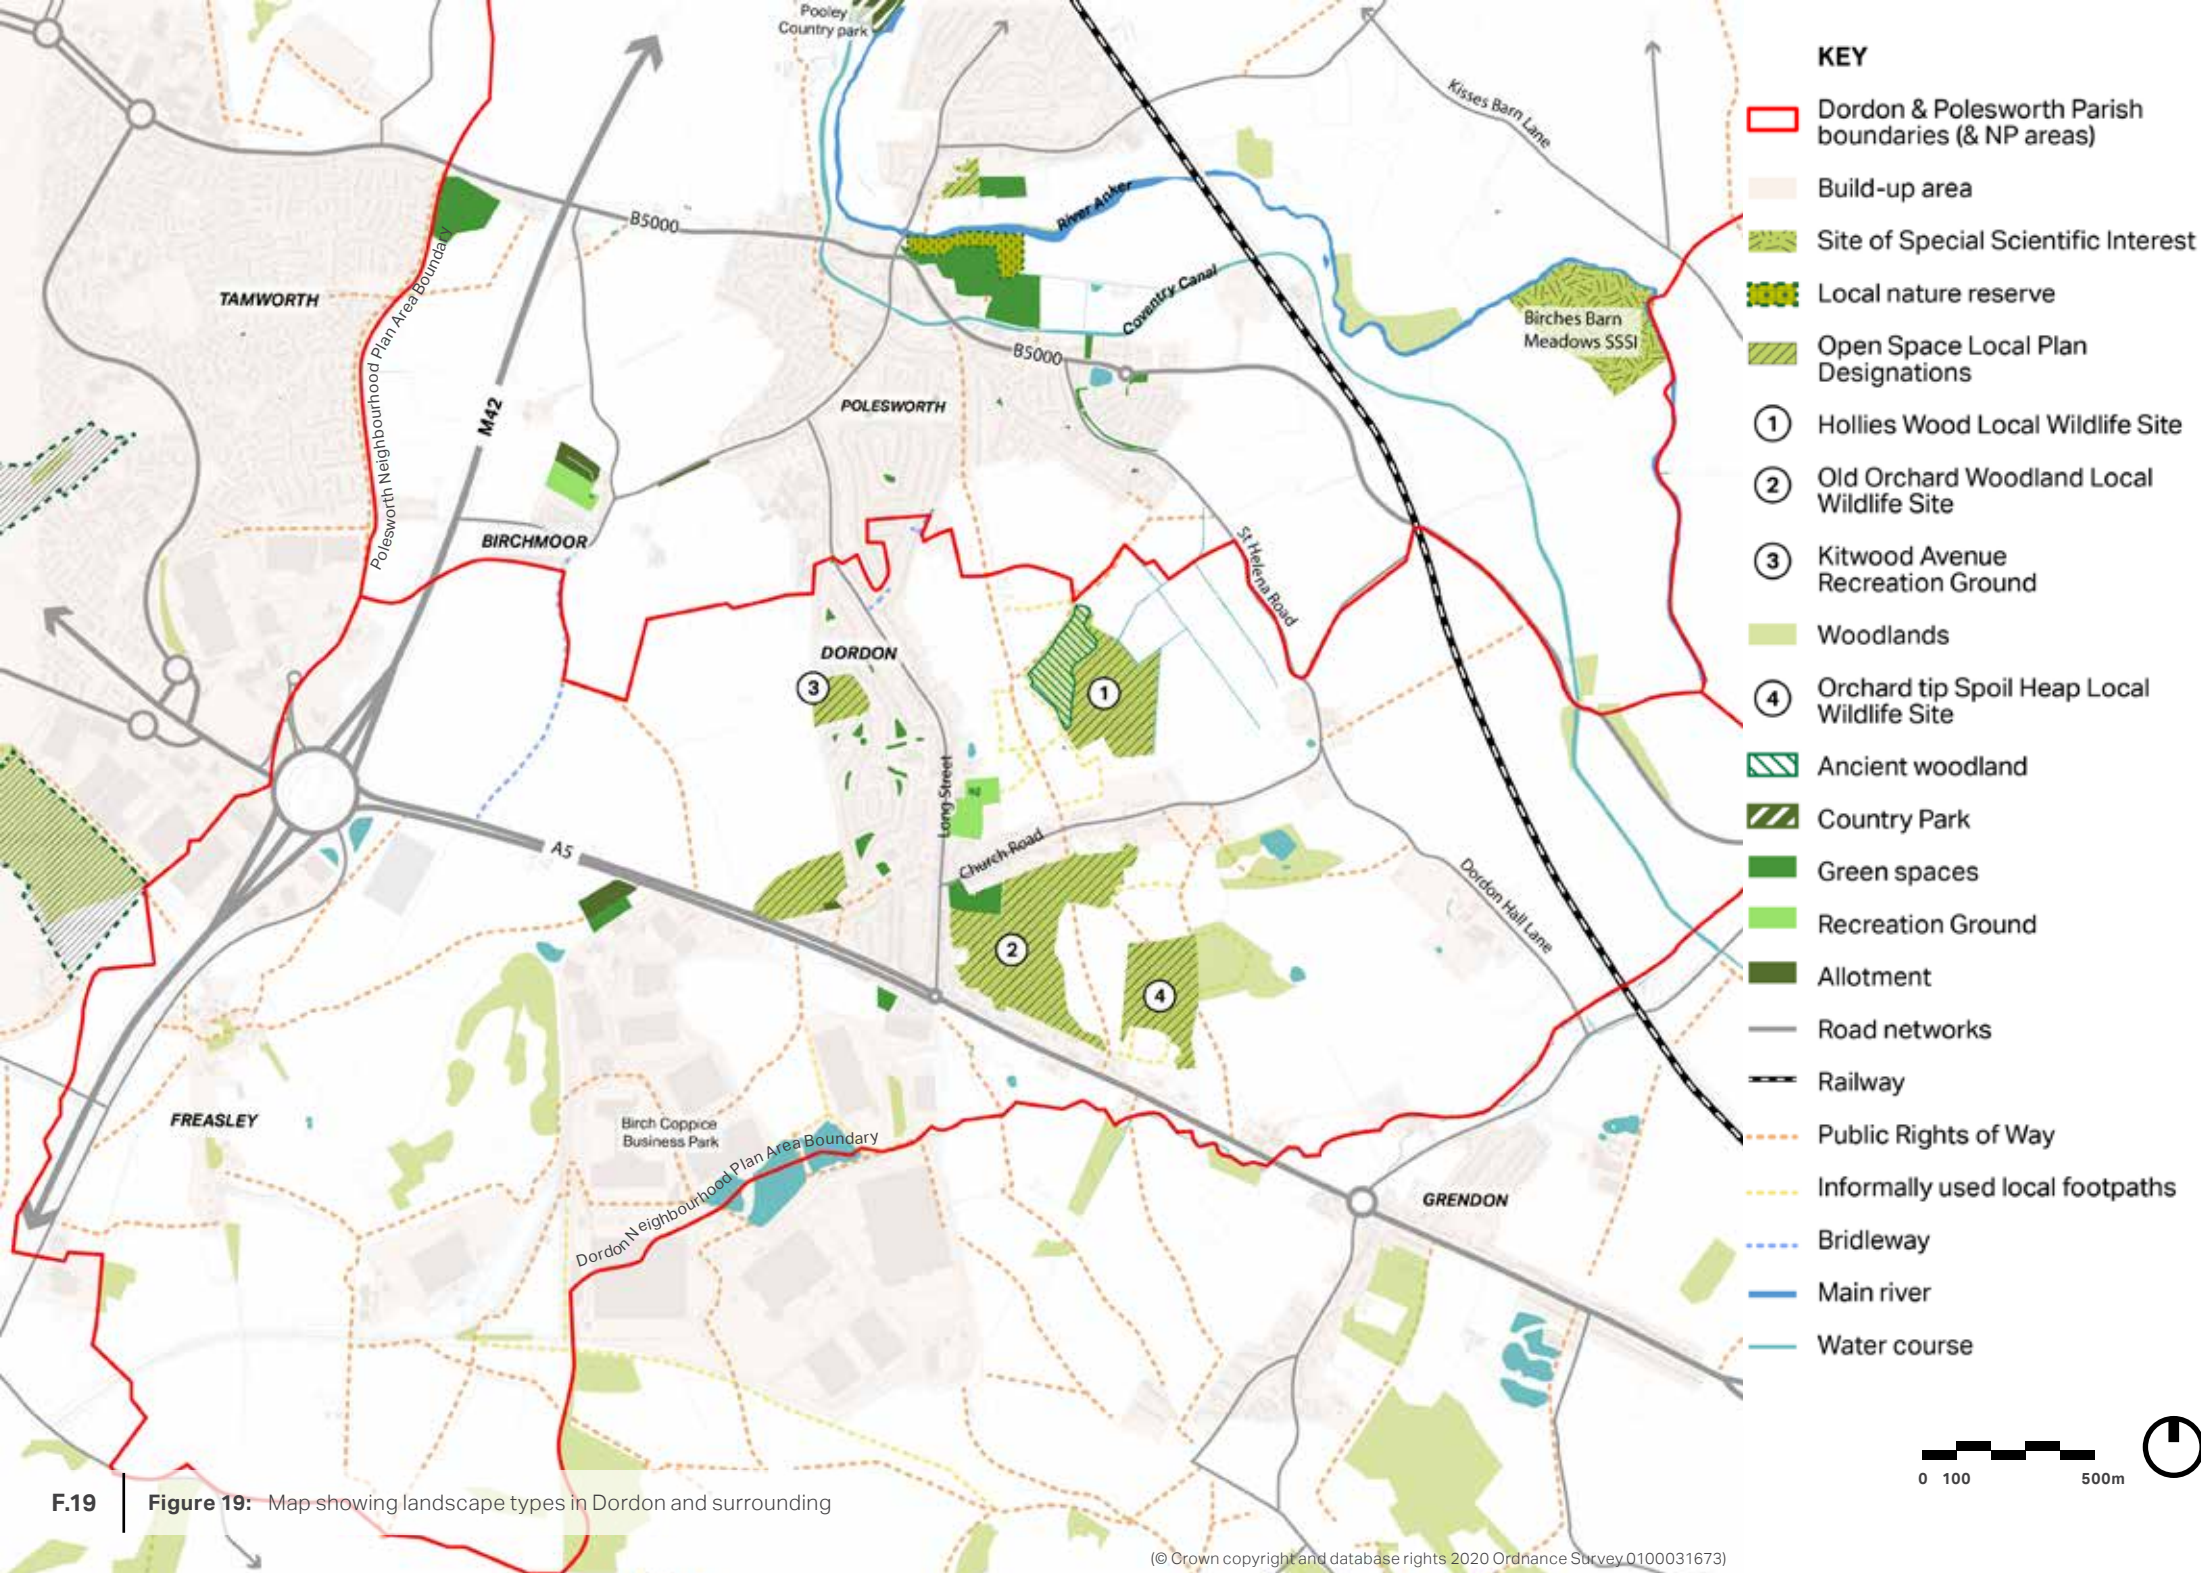 Pooley
Country park
Kisses Barn Lane
B5000
River Anker
TAMWORTH
Polesworth Neighbourhood Plan Area Boundary
Coventry Canal
Birches Barn
Meadows SSSI
B5000
M42
POLESWORTH
BIRCHMOOR
St Helena Road
DORDON
3
1
Long Street
A5
Church Road
Dordon Hall Lane
2
4
FREASLEY
Birch Coppice
Business Park
Dordon Neighbourhood Plan Area Boundary
GRENDON
KEY
Dordon & Polesworth Parish
boundaries (& NP areas)
Build-up area
Site of Special Scientific Interest
Local nature reserve
Open Space Local Plan
Designations
1 Hollies Wood Local Wildlife Site
2 Old Orchard Woodland Local
Wildlife Site
3 Kitwood Avenue
Recreation Ground
Woodlands
4 Orchard tip Spoil Heap Local
Wildlife Site
Ancient woodland
Country Park
Green spaces
Recreation Ground
Allotment
Road networks
Railway
Public Rights of Way
Informally used local footpaths
Bridleway
Main river
Water course
0 100 500m
F.19 Figure 19: Map showing landscape types in Dordon and surrounding
(© Crown copyright and database rights 2020 Ordnance Survey 0100031673)